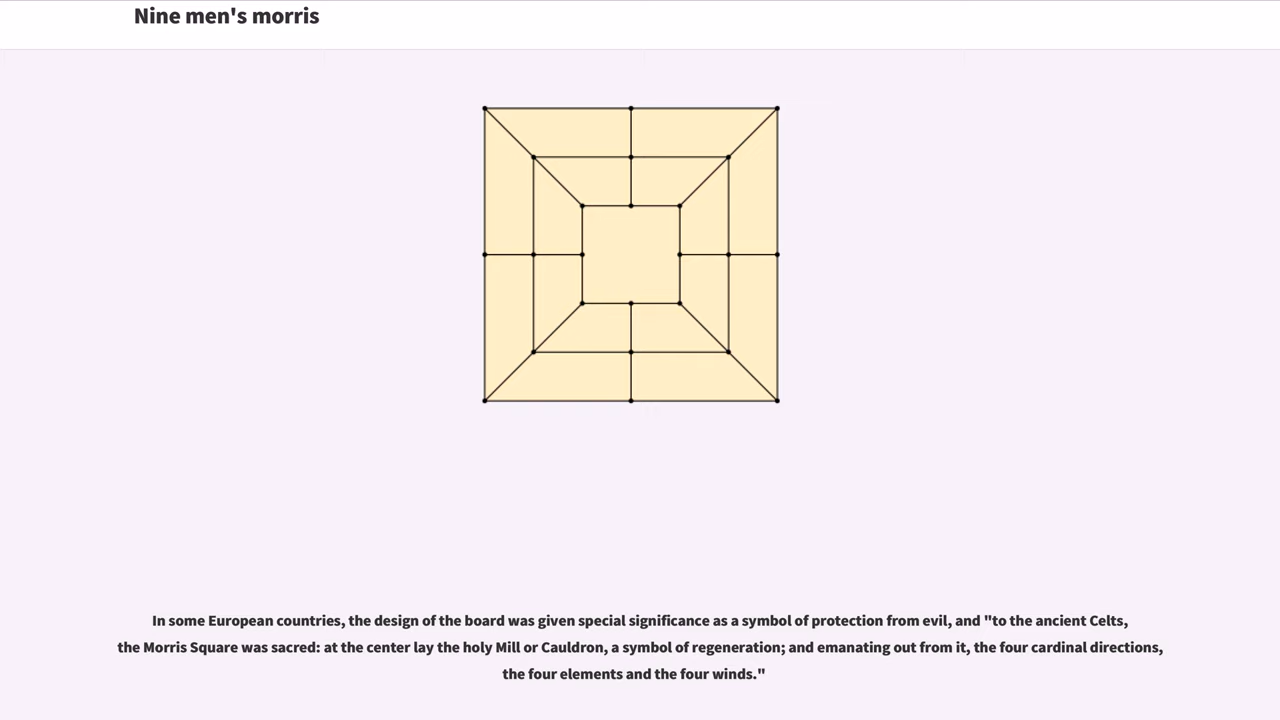 Nine men's morris
In some European countries, the design of the board was given special significance as a symbol of protection from evil, and "to the ancient Celts,
the Morris Square was sacred: at the center lay the holy Mill or Cauldron, a symbol of regeneration; and emanating out from it, the four cardinal directions,
the four elements and the four winds."